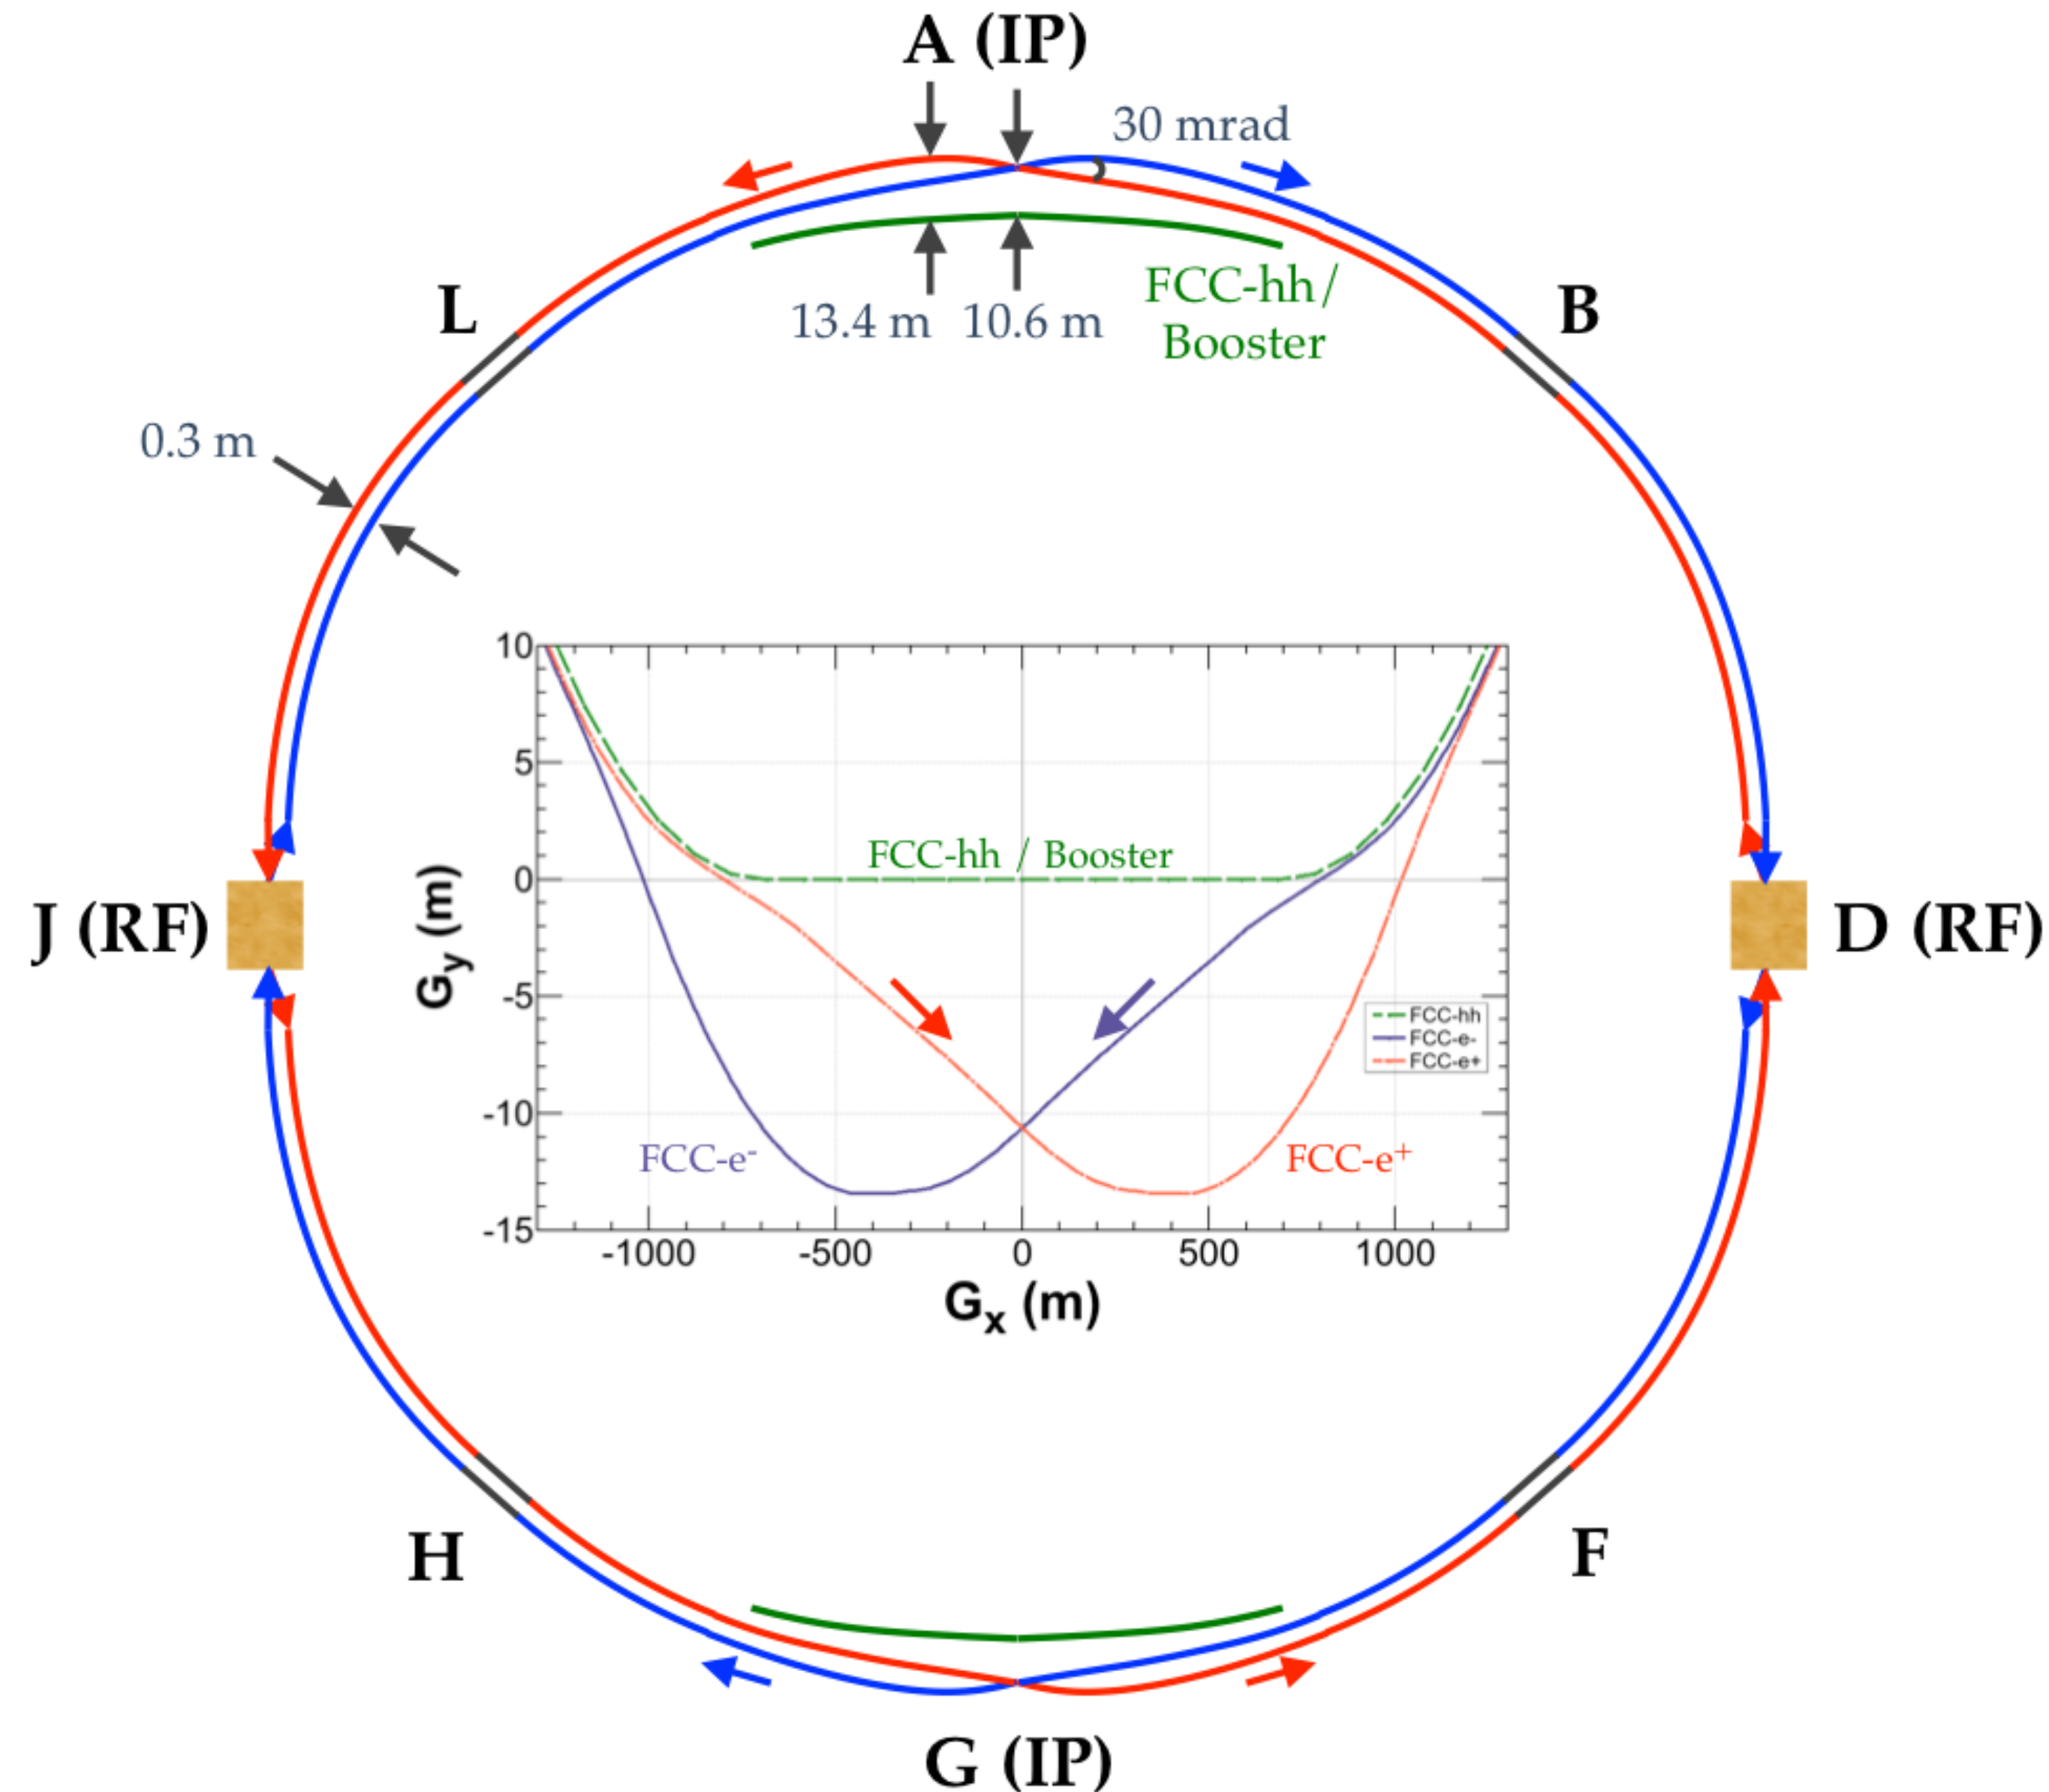 A (IP)
30 mrad
13.4 m
10.6 m
FCC-hh/
Booster
L
B
0.3 m
10
5
0
-5
-10
-15
Gy (m)
FCC-hh / Booster
FCC-hh
FCC-e-
FCC-e+
FCC-e-
FCC-e+
-1000
-500
0
500
1000
Gx (m)
J (RF)
D (RF)
H
F
G (IP)